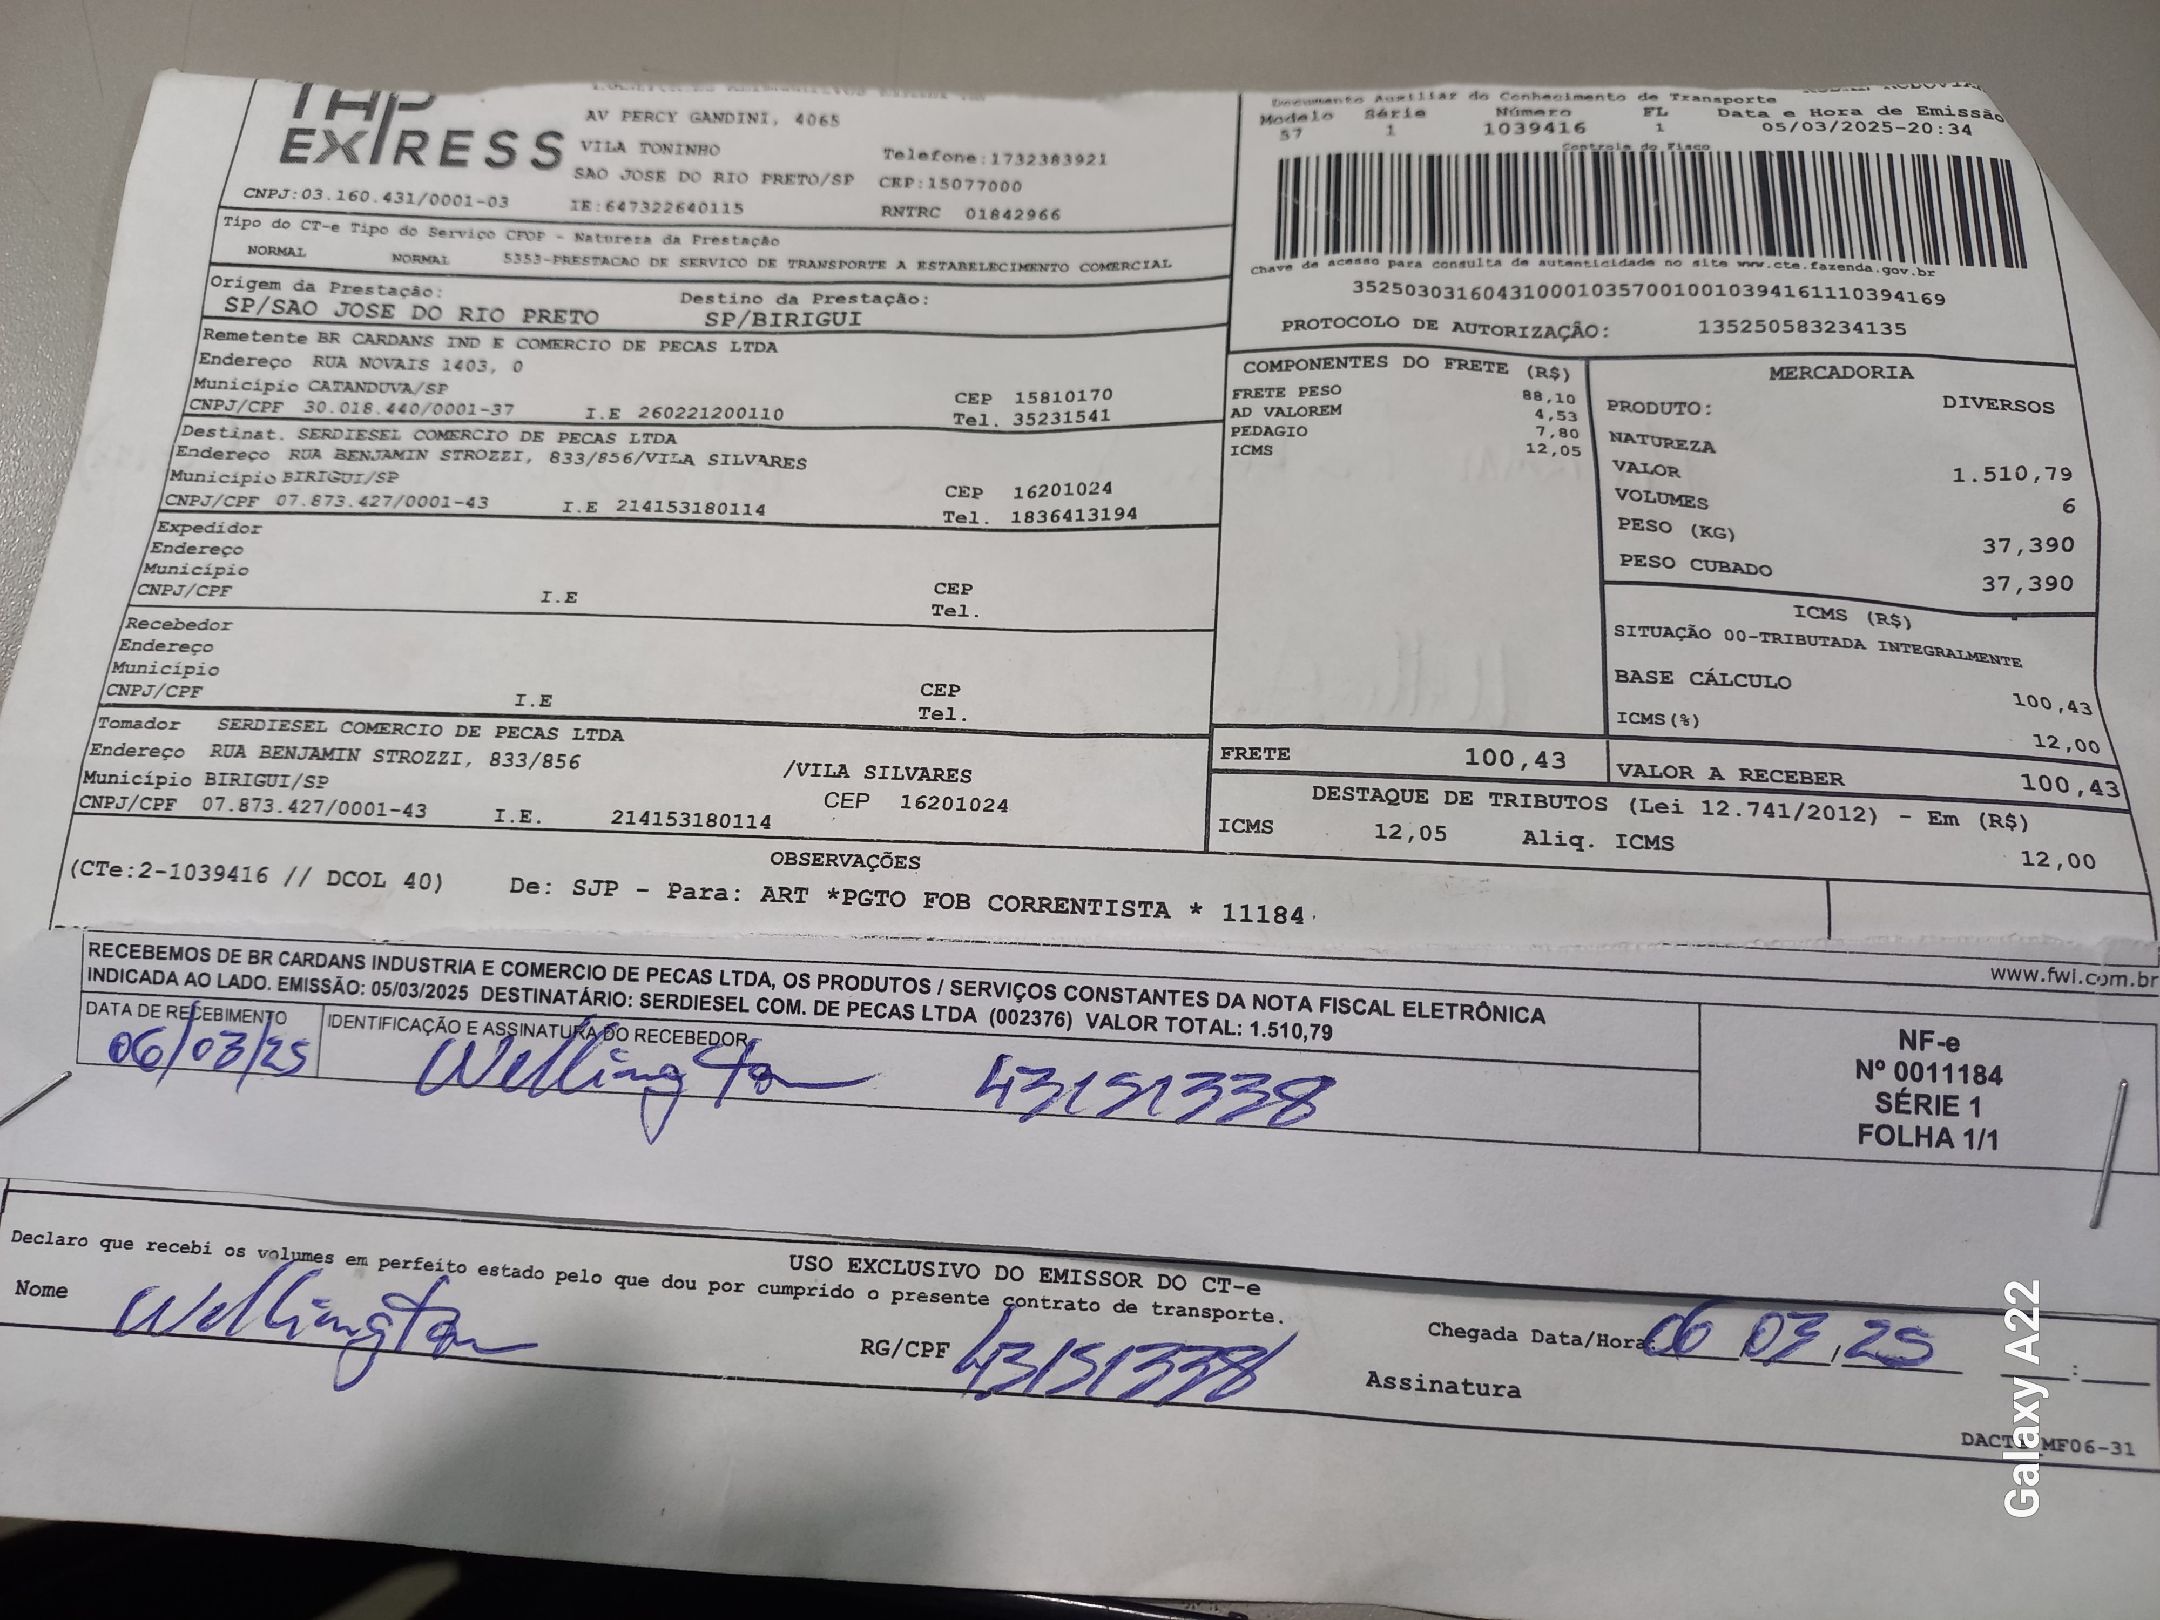 THP
EXPRESS
AV PERCY GANDINI, 4065
VILA TONINHO
Telefone:1732383921
SAO JOSE DO RIO PRETO/SP CEP:15077000
CNPJ:03.160.431/0001-03 IE:647322640115 RNTRC 01842966
Tipo do CT-e Tipo do Serviço CFOP - Natureza da Prestação
NORMAL NORMAL 5353-PRESTACAO DE SERVICO DE TRANSPORTE A ESTABELECIMENTO COMERCIAL
Origem da Prestação: Destino da Prestação:
SP/SAO JOSE DO RIO PRETO SP/BIRIGUI
Remetente BR CARDANS IND E COMERCIO DE PECAS LTDA
Endereço RUA NOVAIS 1403, 0
Município CATANDUVA/SP CEP 15810170
CNPJ/CPF 30.018.440/0001-37 I.E 260221200110 Tel. 35231541
Destinat. SERDIESEL COMERCIO DE PECAS LTDA
Endereço RUA BENJAMIN STROZZI, 833/856/VILA SILVARES
Município BIRIGUI/SP CEP 16201024
CNPJ/CPF 07.873.427/0001-43 I.E 214153180114 Tel. 1836413194
Expedidor
Endereço
Município CEP
CNPJ/CPF I.E Tel.
Recebedor
Endereço
Município CEP
CNPJ/CPF I.E Tel.
Tomador SERDIESEL COMERCIO DE PECAS LTDA
Endereço RUA BENJAMIN STROZZI, 833/856 /VILA SILVARES
Município BIRIGUI/SP CEP 16201024
CNPJ/CPF 07.873.427/0001-43 I.E. 214153180114
Documento Auxiliar do Conhecimento de Transporte
Modelo Série Número FL Data e Hora de Emissão
57 1 1039416 1 05/03/2025-20:34
Controle do Fisco
Chave de acesso para consulta de autenticidade no site www.cte.fazenda.gov.br
35250303160431000103570010010394161110394169
PROTOCOLO DE AUTORIZAÇÃO: 135250583234135
COMPONENTES DO FRETE (R$)
FRETE PESO 88,10
AD VALOREM 4,53
PEDAGIO 7,80
ICMS 12,05
MERCADORIA
PRODUTO: DIVERSOS
NATUREZA
VALOR 1.510,79
VOLUMES 6
PESO (KG) 37,390
PESO CUBADO 37,390
ICMS (R$)
SITUAÇÃO 00-TRIBUTADA INTEGRALMENTE
BASE CÁLCULO 100,43
ICMS(%) 12,00
FRETE 100,43
VALOR A RECEBER 100,43
DESTAQUE DE TRIBUTOS (Lei 12.741/2012) - Em (R$)
ICMS 12,05 Aliq. ICMS 12,00
OBSERVAÇÕES
(CTe:2-1039416 // DCOL 40) De: SJP - Para: ART *PGTO FOB CORRENTISTA * 11184
www.fwi.com.br
RECEBEMOS DE BR CARDANS INDUSTRIA E COMERCIO DE PECAS LTDA, OS PRODUTOS / SERVIÇOS CONSTANTES DA NOTA FISCAL ELETRÔNICA
INDICADA AO LADO. EMISSÃO: 05/03/2025 DESTINATÁRIO: SERDIESEL COM. DE PECAS LTDA (002376) VALOR TOTAL: 1.510,79
DATA DE RECEBIMENTO IDENTIFICAÇÃO E ASSINATURA DO RECEBEDOR
06/03/25 Wellington 43151338
NF-e
Nº 0011184
SÉRIE 1
FOLHA 1/1
USO EXCLUSIVO DO EMISSOR DO CT-e
Declaro que recebi os volumes em perfeito estado pelo que dou por cumprido o presente contrato de transporte.
Nome Wellington RG/CPF 43151338 Chegada Data/Hora: 06 03 25 :
Assinatura
MF06-31
Galaxy A22